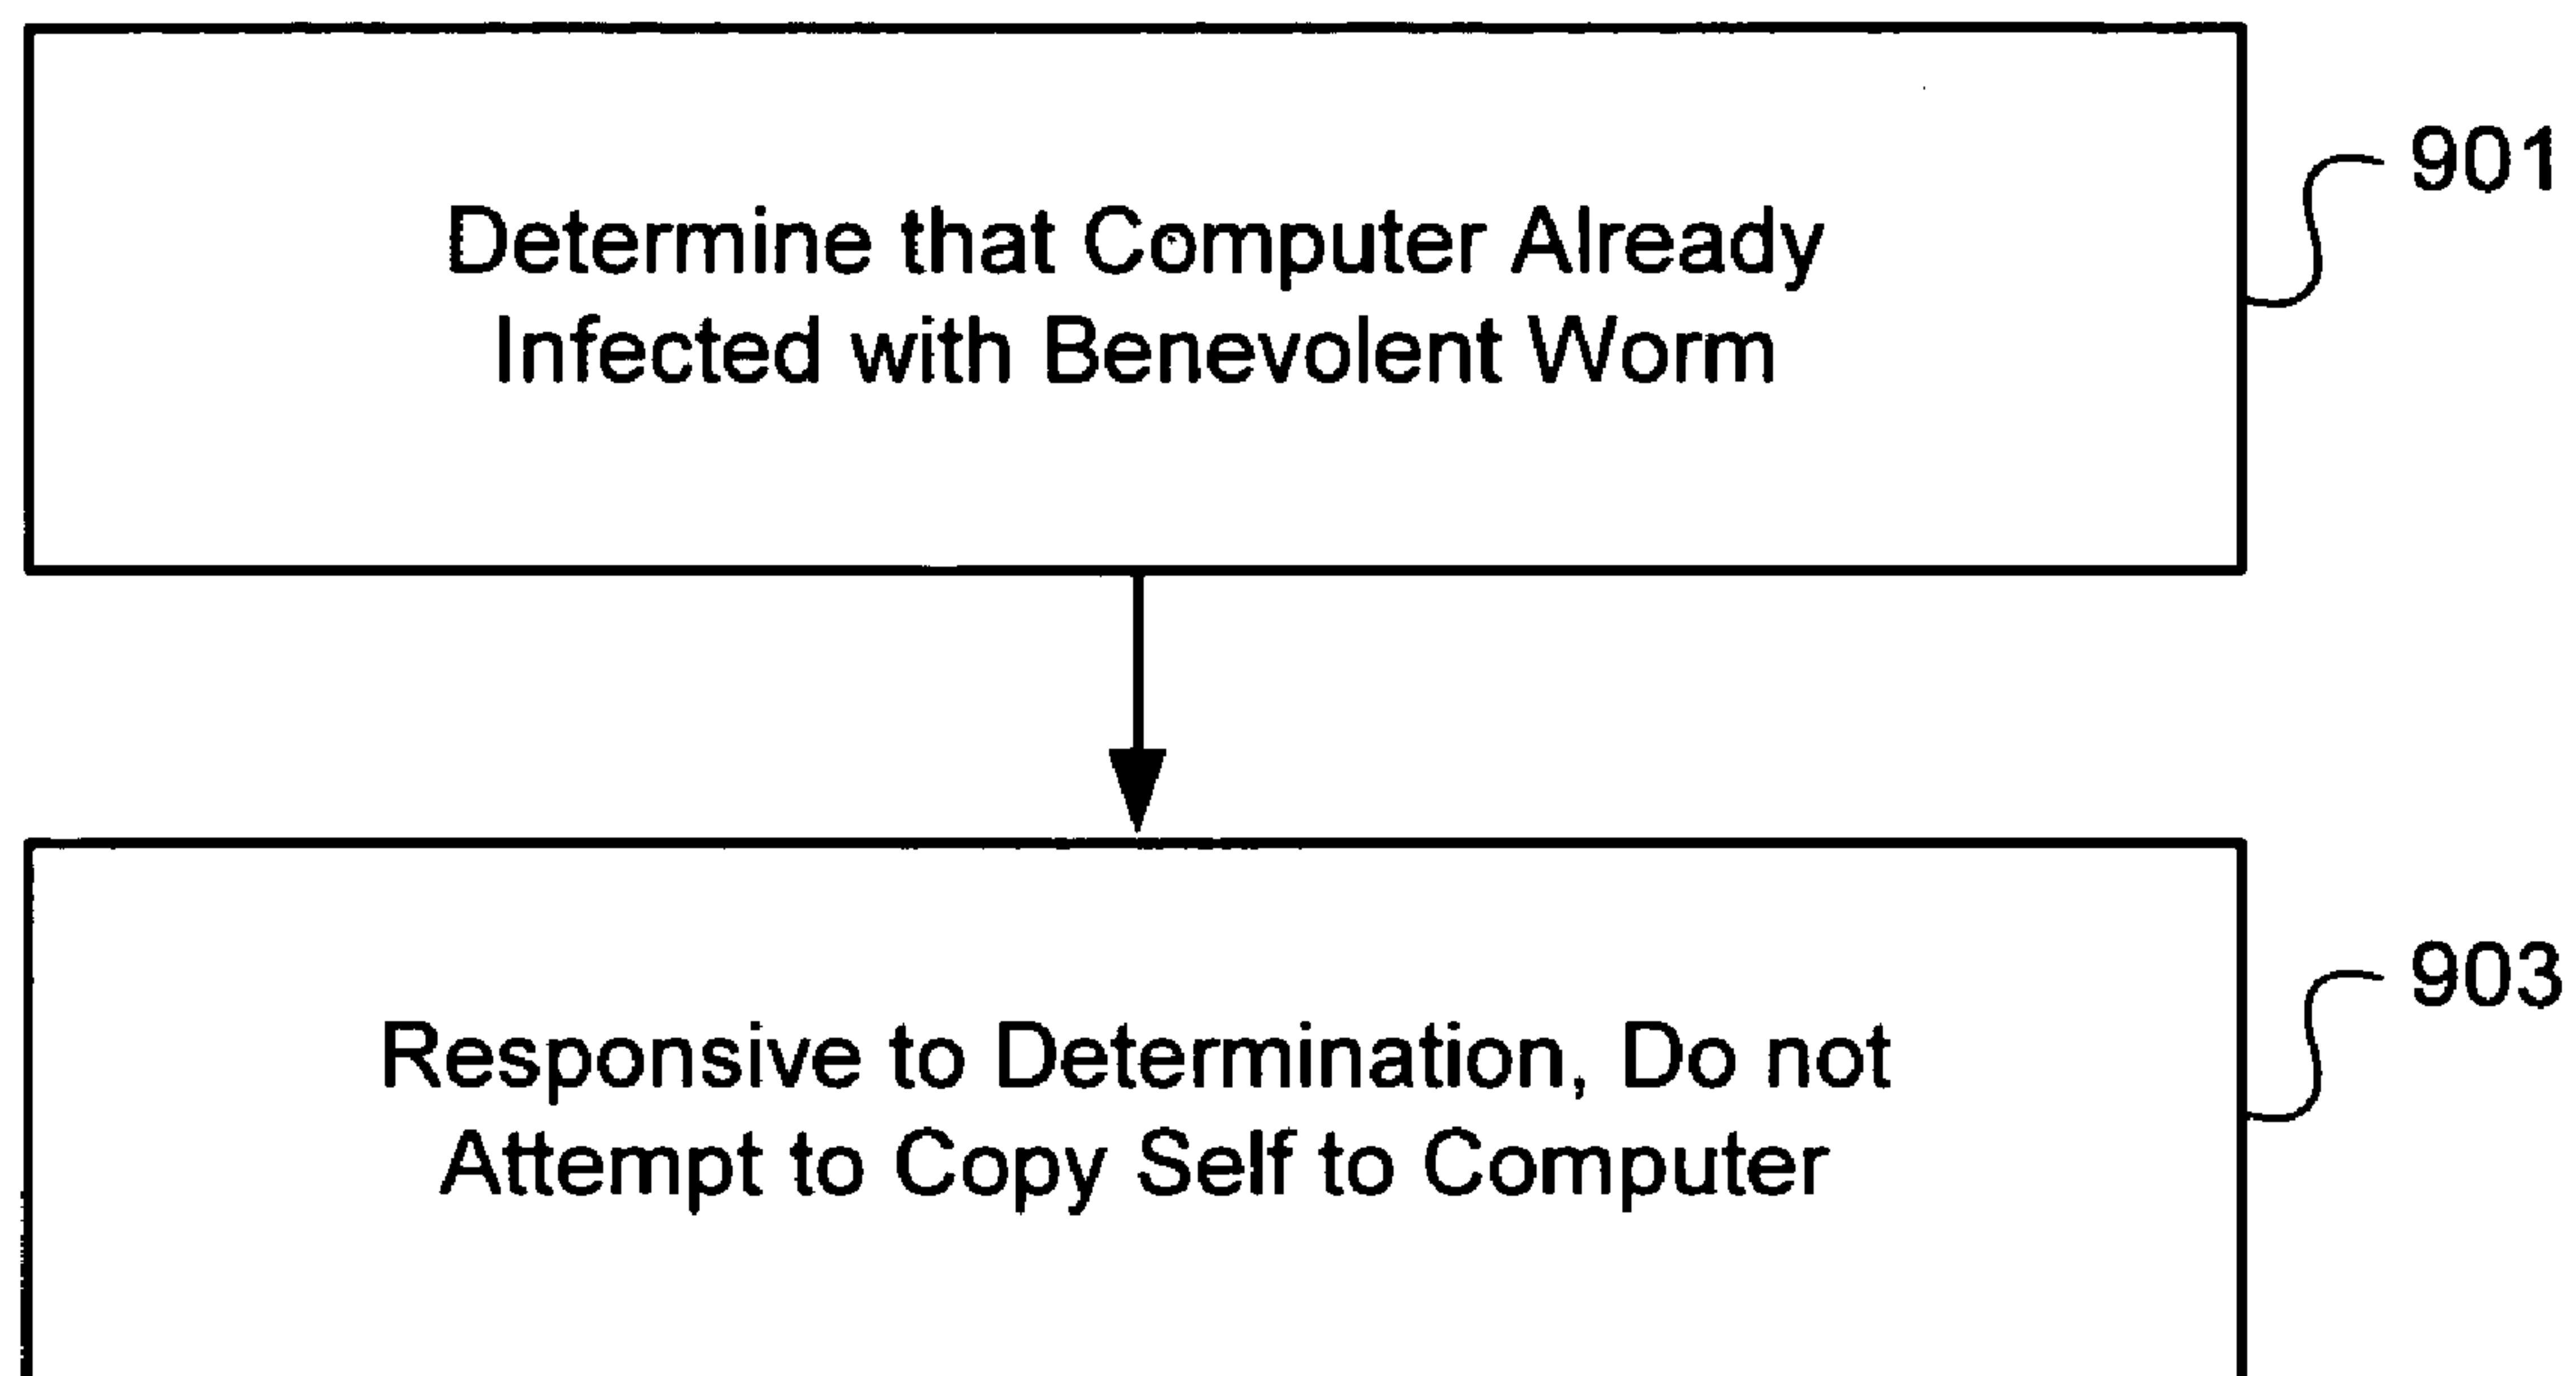 Determine that Computer Already
Infected with Benevolent Worm
901
Responsive to Determination, Do not
Attempt to Copy Self to Computer
903